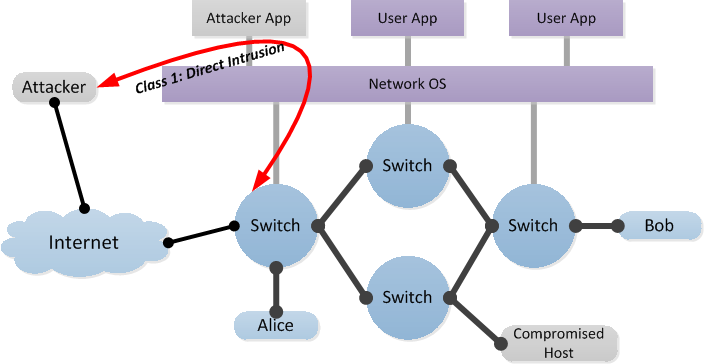 Attacker App
User App
User App
Class 1: Direct Intrusion
Network OS
Attacker
Switch
Internet
Switch
Switch
Bob
Switch
Alice
Compromised
Host